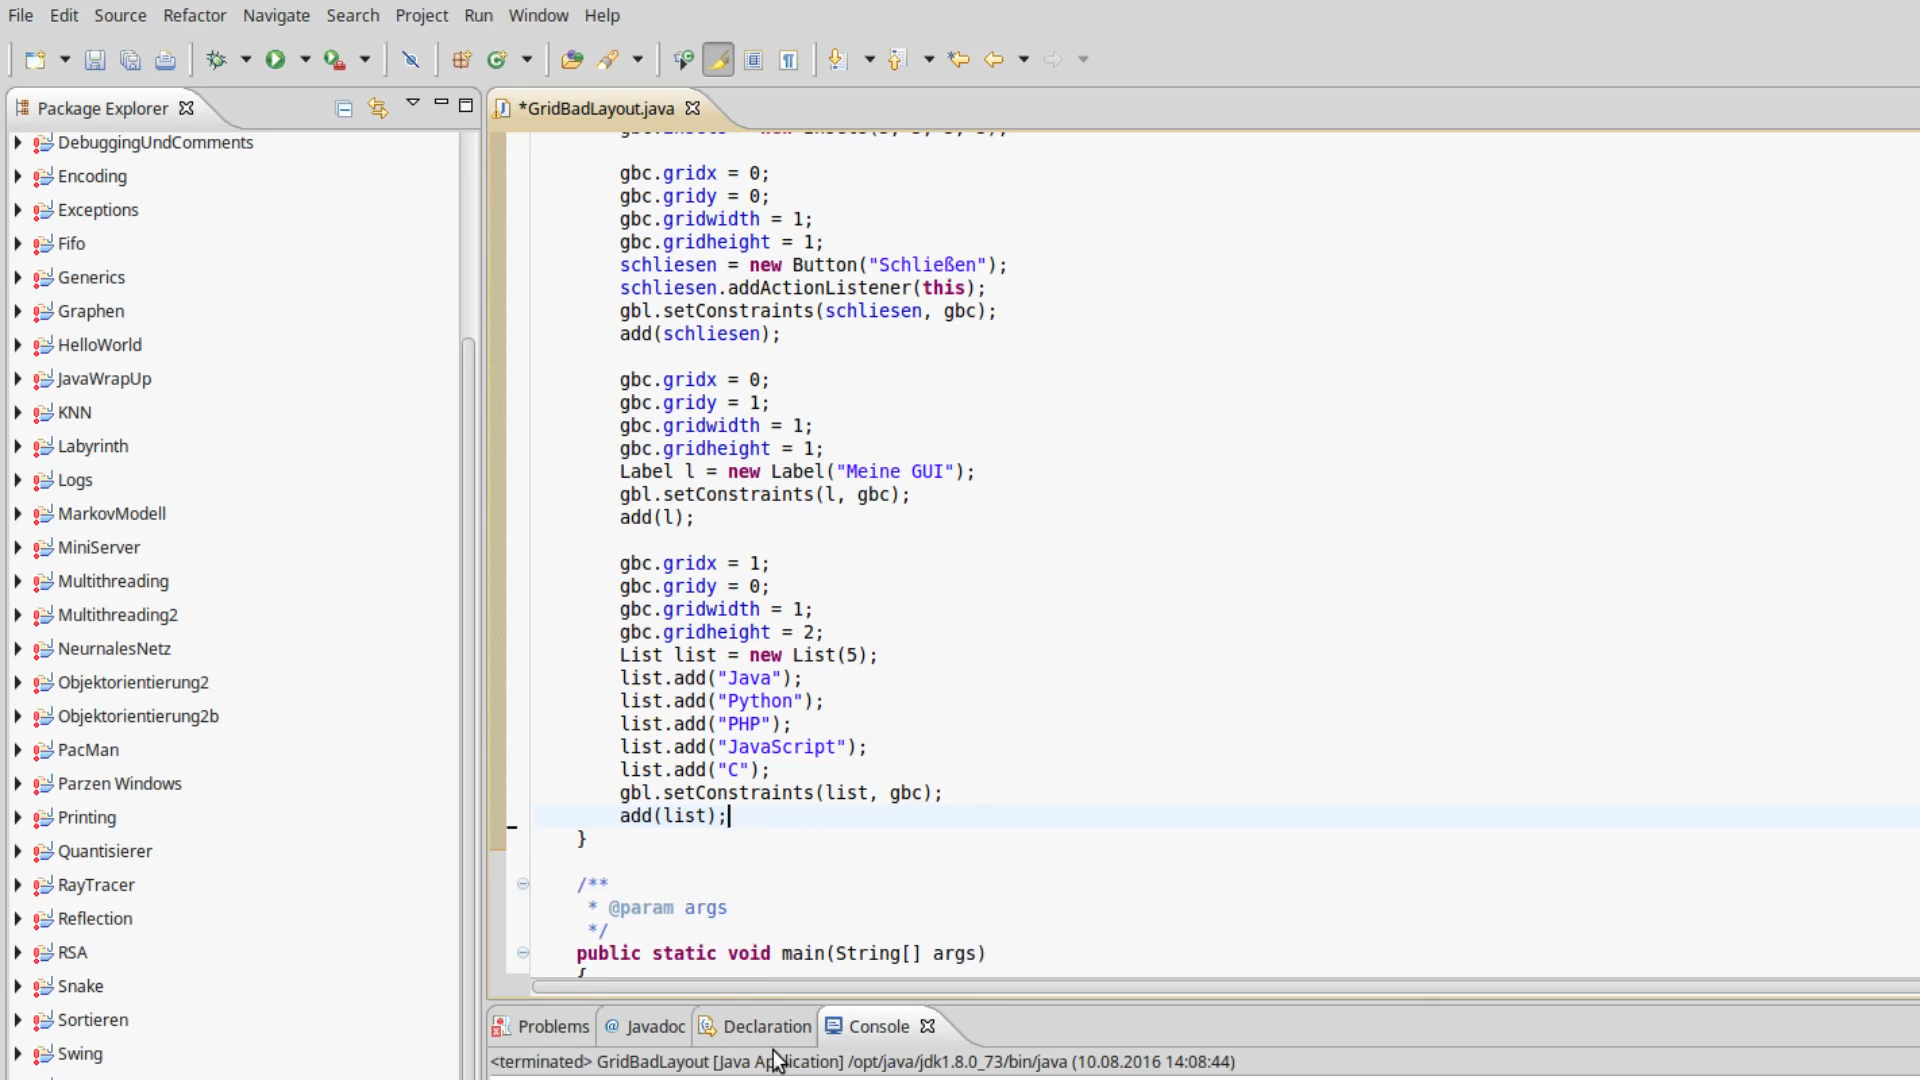 File Edit Source Refactor Navigate Search Project Run Window Help
Package Explorer
*GridBadLayout.java
DebuggingUndComments
Encoding
Exceptions
Fifo
Generics
Graphen
HelloWorld
JavaWrapUp
KNN
Labyrinth
Logs
MarkovModell
MiniServer
Multithreading
Multithreading2
NeurnalesNetz
Objektorientierung2
Objektorientierung2b
PacMan
Parzen Windows
Printing
Quantisierer
RayTracer
Reflection
RSA
Snake
Sortieren
Swing
gbc.gridx = 0;
gbc.gridy = 0;
gbc.gridwidth = 1;
gbc.gridheight = 1;
schliesen = new Button("Schließen");
schliesen.addActionListener(this);
gbl.setConstraints(schliesen, gbc);
add(schliesen);
gbc.gridx = 0;
gbc.gridy = 1;
gbc.gridwidth = 1;
gbc.gridheight = 1;
Label l = new Label("Meine GUI");
gbl.setConstraints(l, gbc);
add(l);
gbc.gridx = 1;
gbc.gridy = 0;
gbc.gridwidth = 1;
gbc.gridheight = 2;
List list = new List(5);
list.add("Java");
list.add("Python");
list.add("PHP");
list.add("JavaScript");
list.add("C");
gbl.setConstraints(list, gbc);
add(list);
}
/**
* @param args
*/
public static void main(String[] args)
{
Problems @ Javadoc Declaration Console
<terminated> GridBadLayout [Java Application] /opt/java/jdk1.8.0_73/bin/java (10.08.2016 14:08:44)